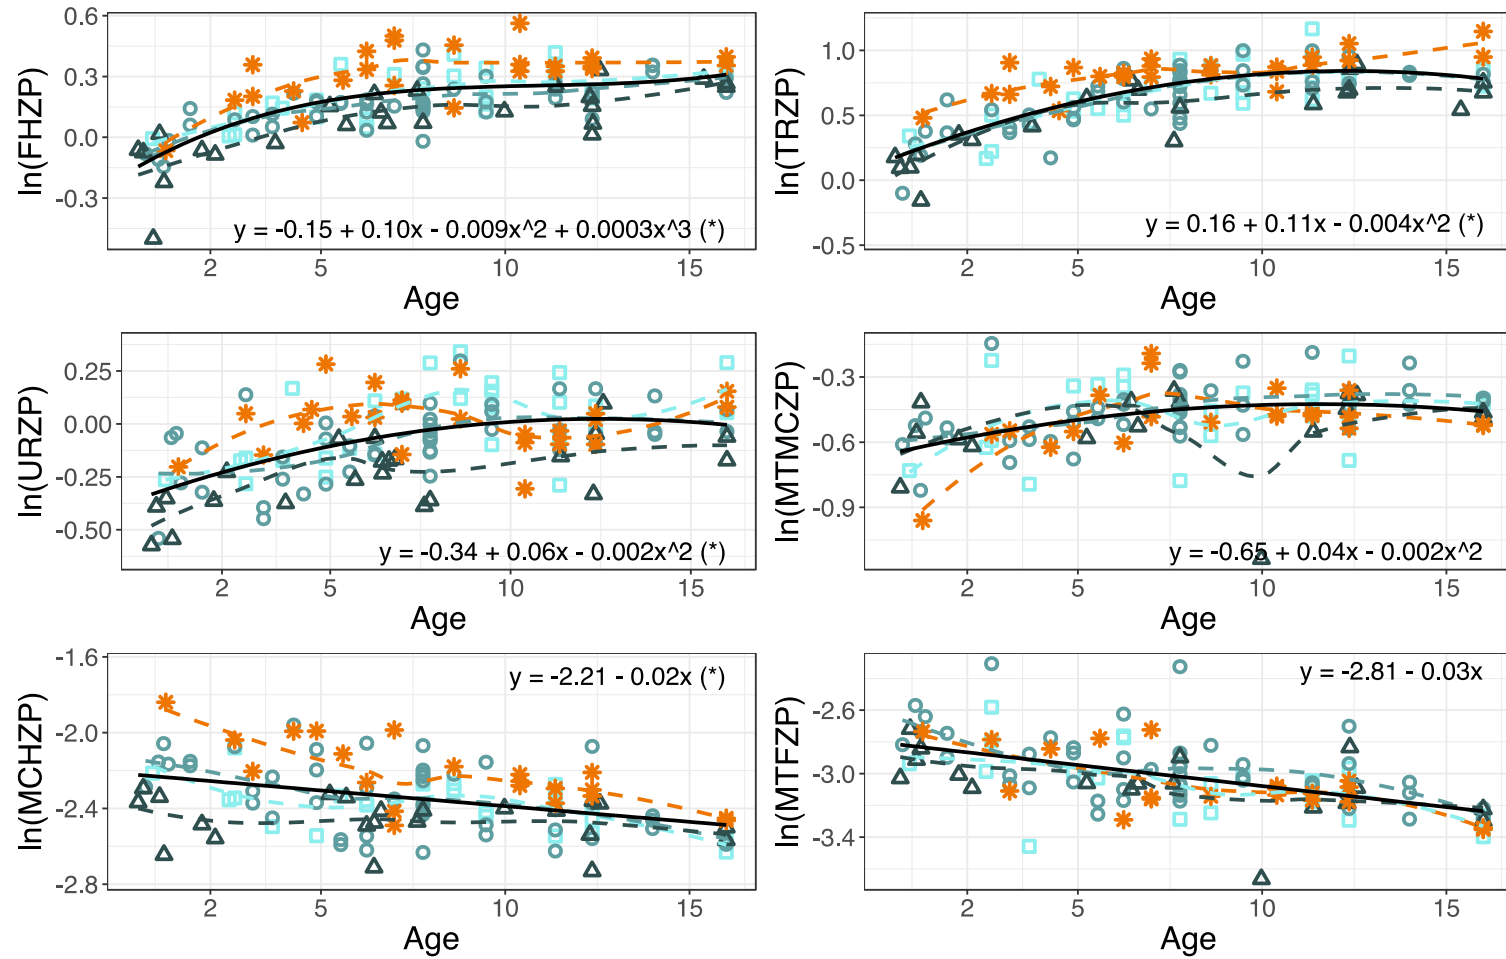 0.6
0.3
0.0
-0.3
ln(FHZP)
y = -0.15 + 0.10x - 0.009x^2 + 0.0003x^3 (*)
2 5 10 15
Age
1.0
0.5
0.0
-0.5
ln(TRZP)
y = 0.16 + 0.11x - 0.004x^2 (*)
2 5 10 15
Age
0.25
0.00
-0.25
-0.50
ln(URZP)
y = -0.34 + 0.06x - 0.002x^2 (*)
2 5 10 15
Age
-0.3
-0.6
-0.9
ln(MTMCZP)
y = -0.65 + 0.04x - 0.002x^2
2 5 10 15
Age
-1.6
-2.0
-2.4
-2.8
ln(MCHZP)
y = -2.21 - 0.02x (*)
2 5 10 15
Age
-2.6
-3.0
-3.4
ln(MTFZP)
y = -2.81 - 0.03x
2 5 10 15
Age